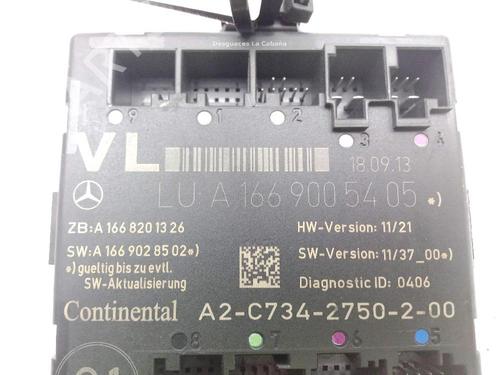 Desguaces La Cabaña
9
1
2
3
4
VL
18.09.13
LU A 166 900 54 05 *)
ZB:A 166 820 13 26
HW-Version: 11/21
SW:A 166 902 85 02*)
SW-Version: 11/37_00*)
*) gueltig bis zu evtl.
SW-Aktualisierung
Diagnostic ID: 0406
Continental A2-C734-2750-2-00
8
7
6
5